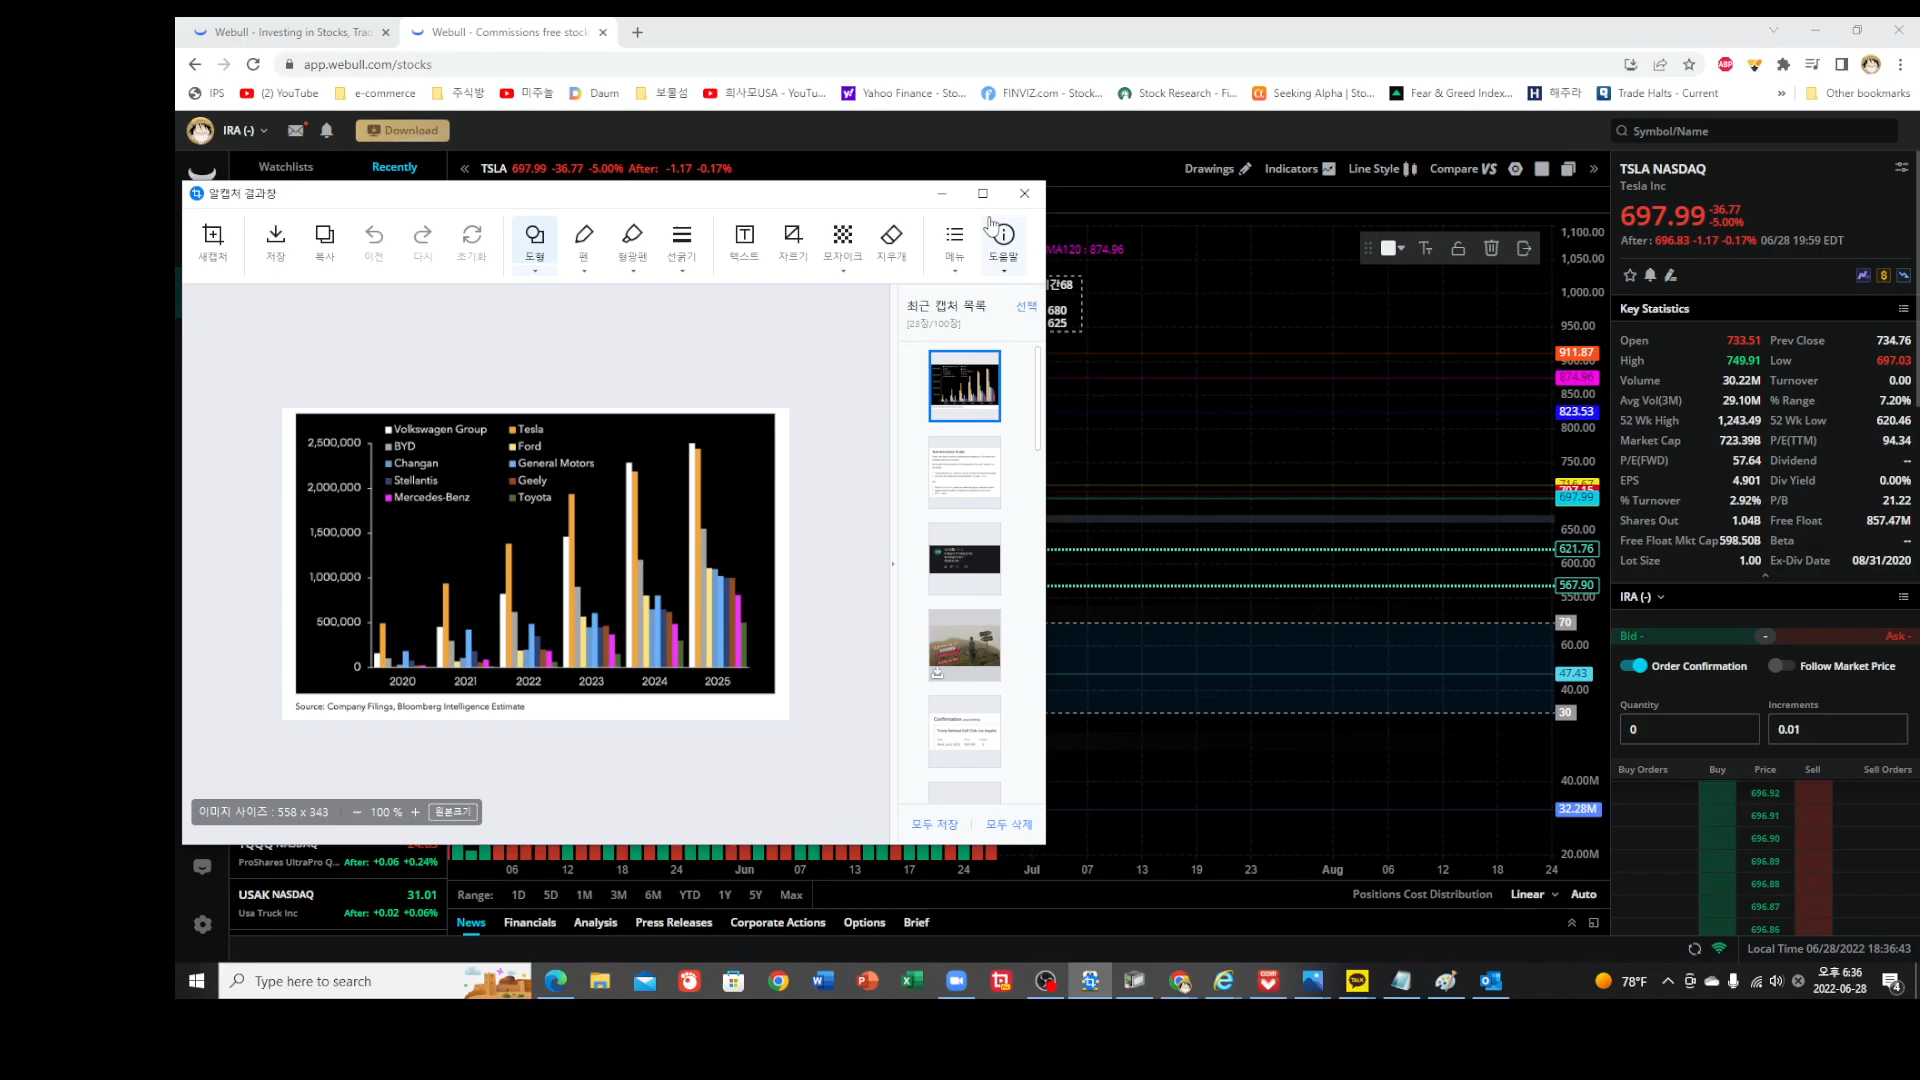 Webull - Investing in Stocks, Trac
Webull - Commissions free stock
app.webull.com/stocks
IPS
(2) YouTube
e-commerce
주식방
미주놀
Daum
보물섬
희사모USA - YouTu...
Yahoo Finance - Sto...
FINVIZ.com - Stock...
Stock Research - Fi...
Seeking Alpha | Sto...
Fear & Greed Index...
해주라
Trade Halts - Current
Other bookmarks
IRA (-)
Download
Symbol/Name
Watchlists
Recently
TSLA 697.99 -36.77 -5.00% After: -1.17 -0.17%
Drawings
Indicators
Line Style
Compare VS
알캡처 결과창
새캡처
저장
복사
이전
다시
초기화
도형
펜
형광펜
선굵기
텍스트
자르기
모자이크
지우개
메뉴
도움말
MA120 : 874.96
간68
680
625
최근 캡처 목록
선택
[23장/100장]
Volkswagen Group
Tesla
BYD
Ford
Changan
General Motors
Stellantis
Geely
Mercedes-Benz
Toyota
2,500,000
2,000,000
1,500,000
1,000,000
500,000
0
2020 2021 2022 2023 2024 2025
Source: Company Filings, Bloomberg Intelligence Estimate
이미지 사이즈 : 558 x 343
100 %
원본크기
모두 저장
모두 삭제
1,100.00
1,050.00
1,000.00
950.00
911.87
874.96
850.00
823.53
800.00
750.00
697.99
650.00
621.76
600.00
567.90
550.00
70
60.00
47.43
40.00
30
40.00M
32.28M
20.00M
TSLA NASDAQ
Tesla Inc
697.99 -36.77 -5.00%
After: 696.83 -1.17 -0.17% 06/28 19:59 EDT
Key Statistics
Open 733.51 Prev Close 734.76
High 749.91 Low 697.03
Volume 30.22M Turnover 0.00
Avg Vol(3M) 29.10M % Range 7.20%
52 Wk High 1,243.49 52 Wk Low 620.46
Market Cap 723.39B P/E(TTM) 94.34
P/E(FWD) 57.64 Dividend --
EPS 4.901 Div Yield 0.00%
% Turnover 2.92% P/B 21.22
Shares Out 1.04B Free Float 857.47M
Free Float Mkt Cap 598.50B Beta --
Lot Size 1.00 Ex-Div Date 08/31/2020
IRA (-)
Bid - - Ask -
Order Confirmation
Follow Market Price
Quantity
Increments
0
0.01
Buy Orders Buy Price Sell Sell Orders
696.92
696.91
696.90
696.89
696.88
696.87
696.86
ProShares UltraPro Q... After: +0.06 +0.24%
USAK NASDAQ 31.01
Usa Truck Inc After: +0.02 +0.06%
06 12 18 24 Jun 07 13 17 24 Jul 07 13 19 23 Aug 06 12 18 24
Range: 1D 5D 1M 3M 6M YTD 1Y 5Y Max
Positions Cost Distribution
Linear
Auto
News
Financials
Analysis
Press Releases
Corporate Actions
Options
Brief
Local Time 06/28/2022 18:36:43
Type here to search
78°F
오후 6:36
2022-06-28
4